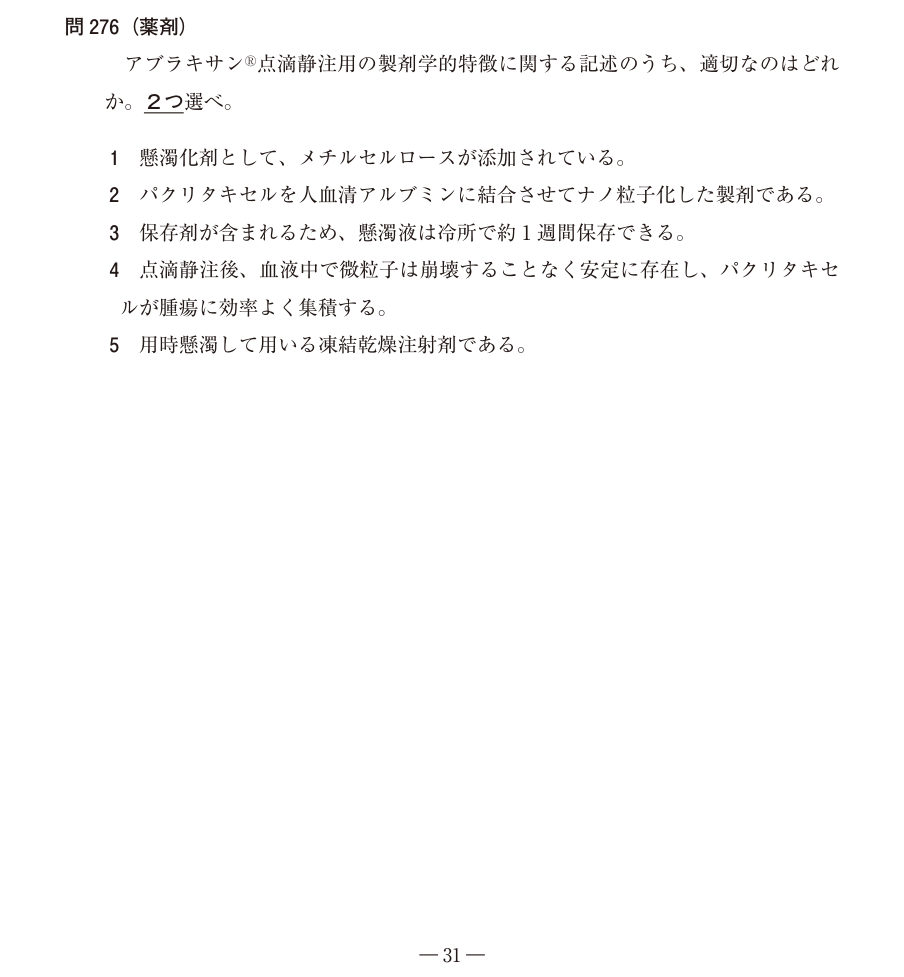 問 276（薬剤）
アブラキサン®点滴静注用の製剤学的特徴に関する記述のうち、適切なのはどれ
か。２つ選べ。
1　懸濁化剤として、メチルセルロースが添加されている。
2　パクリタキセルを人血清アルブミンに結合させてナノ粒子化した製剤である。
3　保存剤が含まれるため、懸濁液は冷所で約１週間保存できる。
4　点滴静注後、血液中で微粒子は崩壊することなく安定に存在し、パクリタキセ
ルが腫瘍に効率よく集積する。
5　用時懸濁して用いる凍結乾燥注射剤である。
— 31 —